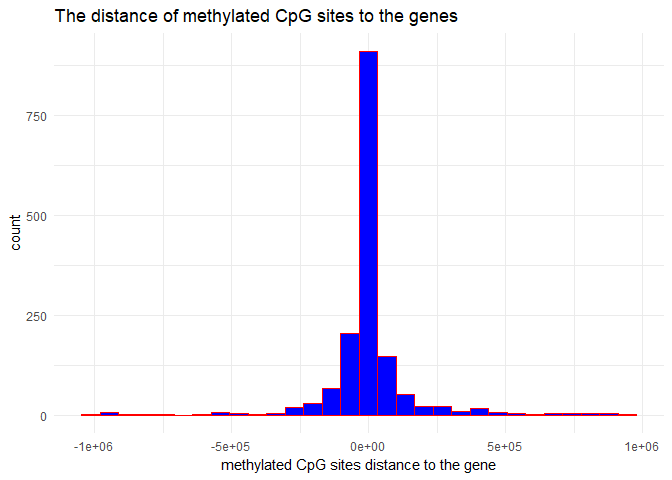 The distance of methylated CpG sites to the genes
count
750
500
250
0
-1e+06 -5e+05 0e+00 5e+05 1e+06
methylated CpG sites distance to the gene